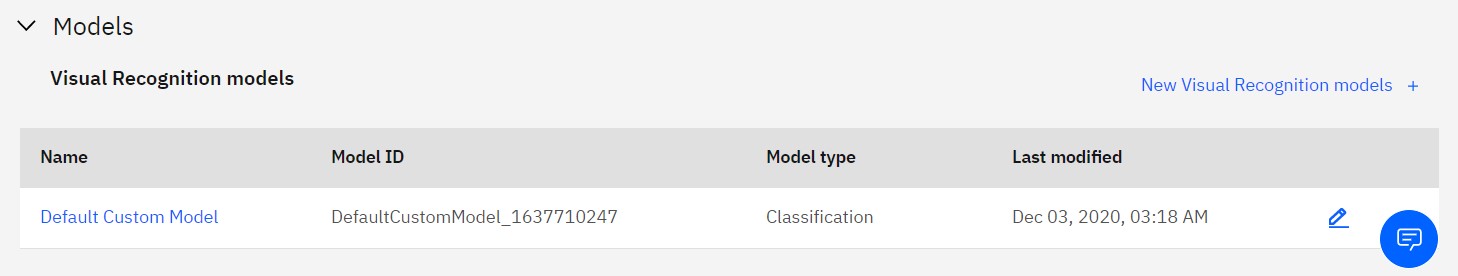 Models
Visual Recognition models
New Visual Recognition models +
Name Model ID Model type Last modified
Default Custom Model DefaultCustomModel_1637710247 Classification Dec 03, 2020, 03:18 AM